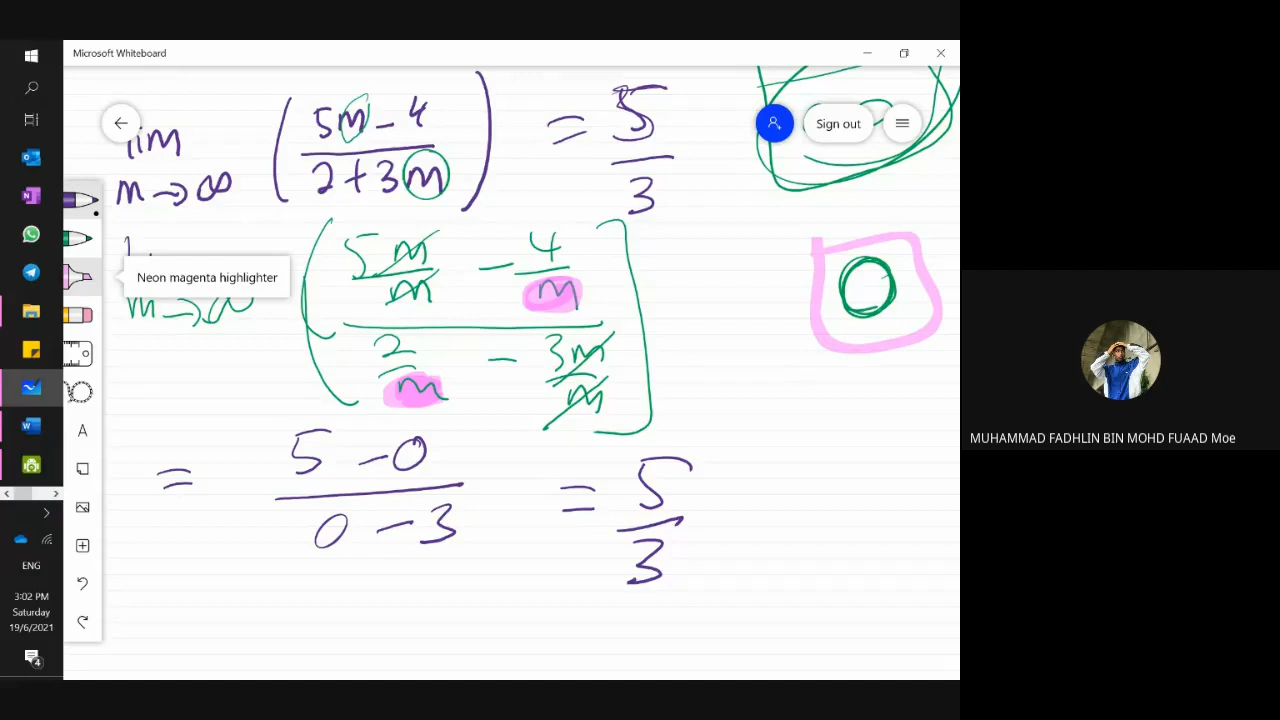 Microsoft Whiteboard
Sign out
lim m→∞ ( (5m − 4) / (2 + 3m) ) = 5/3
Neon magenta highlighter
m→∞ ( (5m/m − 4/m) / (2/m − 3m/m) )
= (5 − 0) / (0 − 3) = 5/3
A
ENG
3:02 PM
Saturday
19/6/2021
4
MUHAMMAD FADHLIN BIN MOHD FUAAD Moe